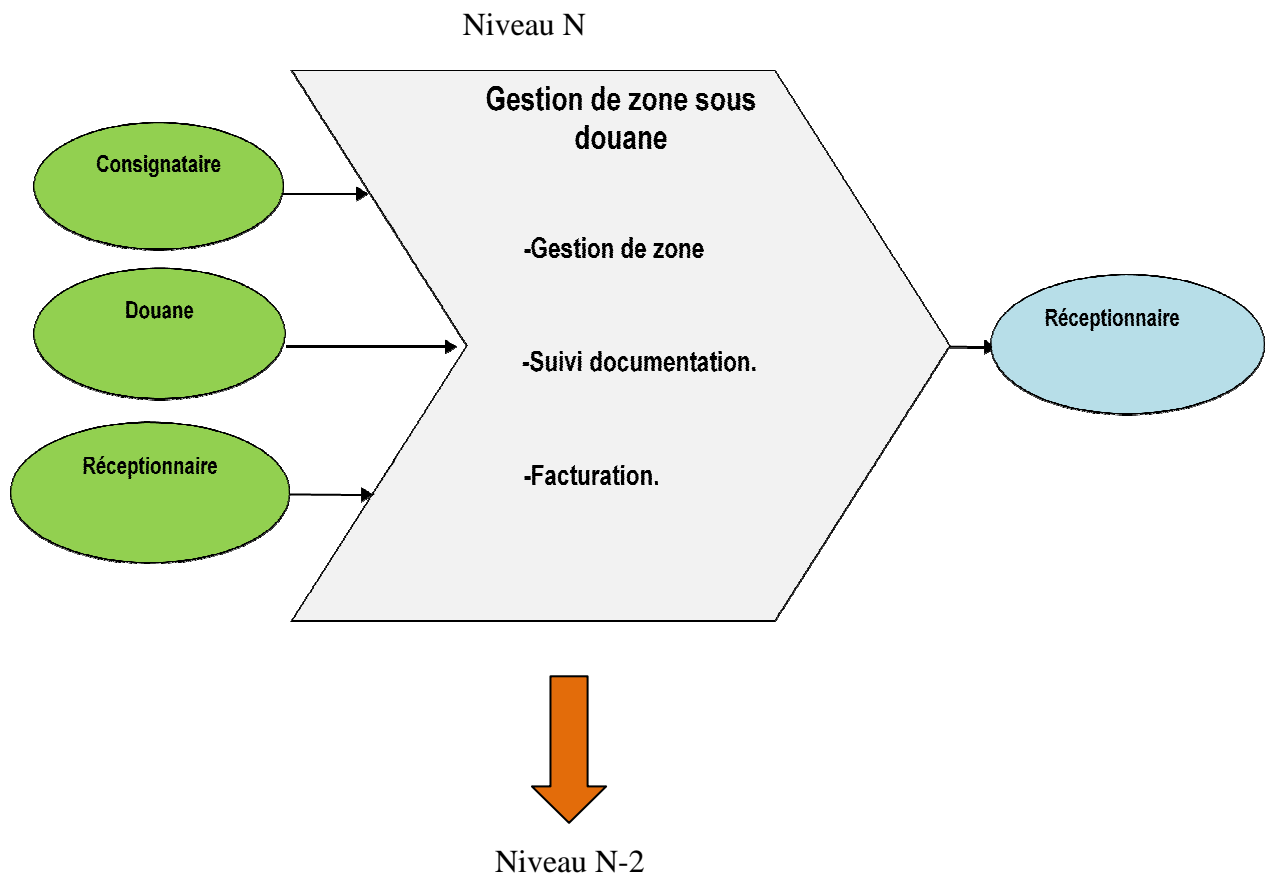 Niveau N
Gestion de zone sous
douane
Consignataire
-Gestion de zone
Douane
Réceptionnaire
-Suivi documentation.
Réceptionnaire
-Facturation.
Niveau N-2